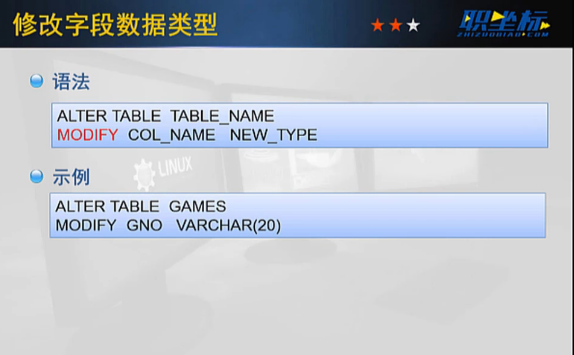 修改字段数据类型
职坐标
ZHIZUOBIAO.COM
语法
ALTER TABLE TABLE_NAME
MODIFY COL_NAME NEW_TYPE
LINUX
示例
ALTER TABLE GAMES
MODIFY GNO VARCHAR(20)